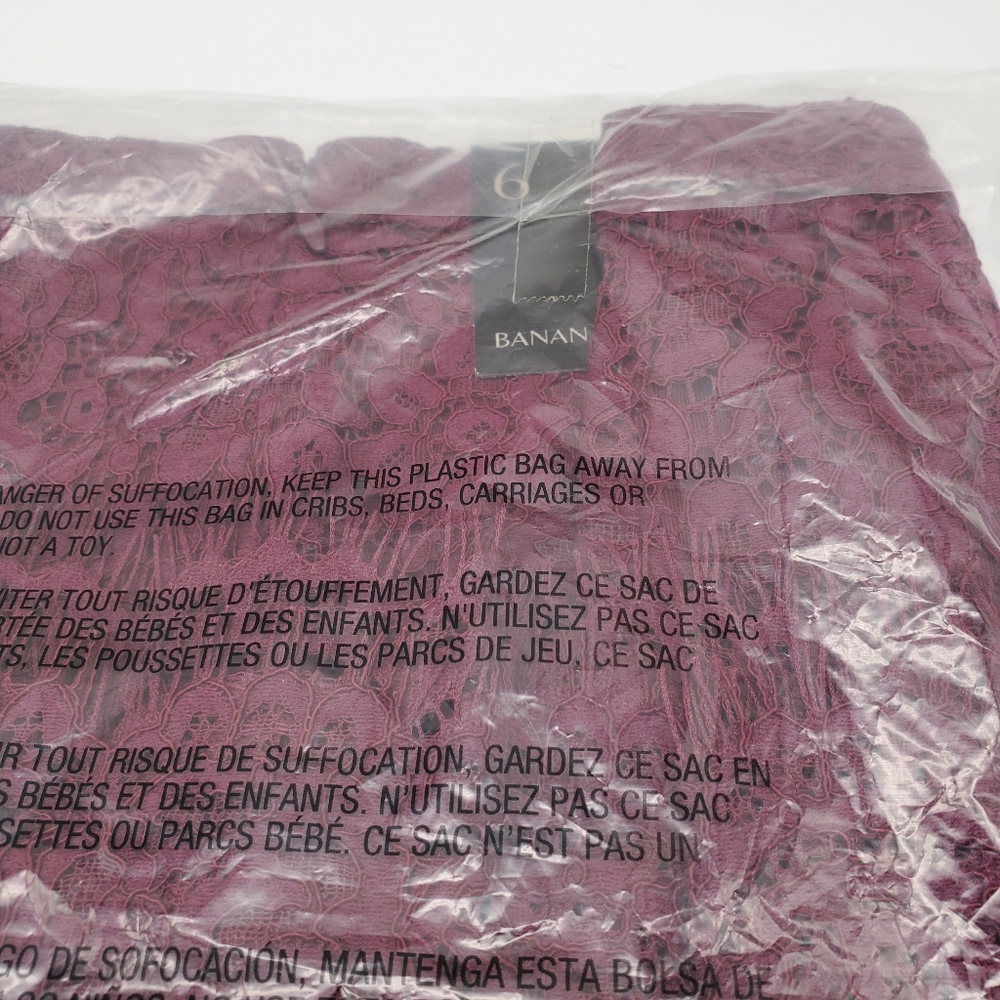 6
BANAN
ANGER OF SUFFOCATION, KEEP THIS PLASTIC BAG AWAY FROM
DO NOT USE THIS BAG IN CRIBS, BEDS, CARRIAGES OR
NOT A TOY.
ITER TOUT RISQUE D'ÉTOUFFEMENT, GARDEZ CE SAC DE
RTÉE DES BÉBÉS ET DES ENFANTS. N'UTILISEZ PAS CE SAC
TS, LES POUSSETTES OU LES PARCS DE JEU, CE SAC
R TOUT RISQUE DE SUFFOCATION, GARDEZ CE SAC EN
S BÉBÉS ET DES ENFANTS. N'UTILISEZ PAS CE SAC
SETTES OU PARCS BÉBÉ. CE SAC N'EST PAS UN
GO DE SOFOCACIÓN, MANTENGA ESTA BOLSA DE